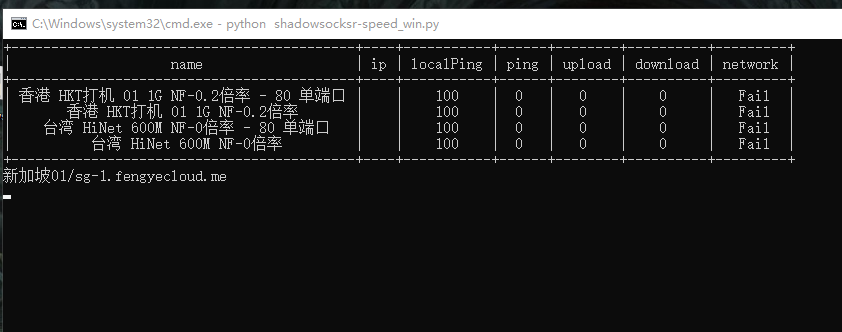 C:\Windows\system32\cmd.exe - python  shadowsocksr-speed_win.py
name | ip | localPing | ping | upload | download | network
香港 HKT打机 01 1G NF-0.2倍率 - 80 单端口 | | 100 | 0 | 0 | 0 | Fail
香港 HKT打机 01 1G NF-0.2倍率 | | 100 | 0 | 0 | 0 | Fail
台湾 HiNet 600M NF-0倍率 - 80 单端口 | | 100 | 0 | 0 | 0 | Fail
台湾 HiNet 600M NF-0倍率 | | 100 | 0 | 0 | 0 | Fail
新加坡01/sg-1.fengyecloud.me